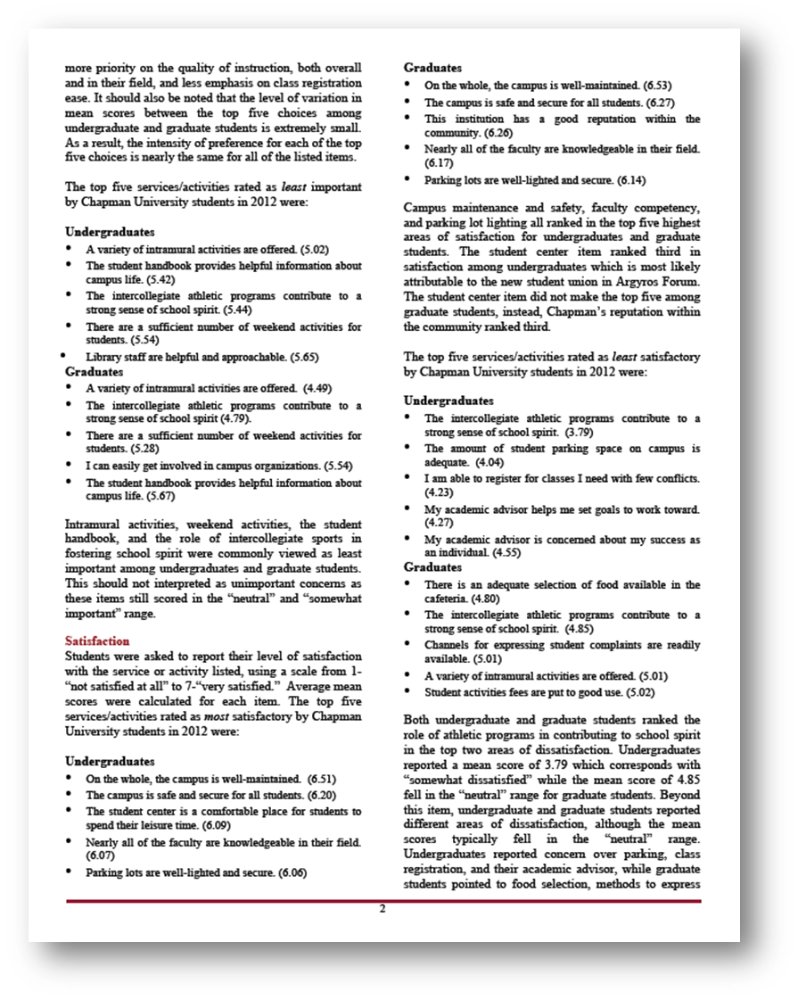 more priority on the quality of instruction, both overall
and in their field, and less emphasis on class registration
ease. It should also be noted that the level of variation in
mean scores between the top five choices among
undergraduate and graduate students is extremely small.
As a result, the intensity of preference for each of the top
five choices is nearly the same for all of the listed items.
The top five services/activities rated as least important
by Chapman University students in 2012 were:
Undergraduates
• A variety of intramural activities are offered. (5.02)
• The student handbook provides helpful information about
campus life. (5.42)
• The intercollegiate athletic programs contribute to a
strong sense of school spirit. (5.44)
• There are a sufficient number of weekend activities for
students. (5.54)
• Library staff are helpful and approachable. (5.65)
Graduates
• A variety of intramural activities are offered. (4.49)
• The intercollegiate athletic programs contribute to a
strong sense of school spirit (4.79).
• There are a sufficient number of weekend activities for
students. (5.28)
• I can easily get involved in campus organizations. (5.54)
• The student handbook provides helpful information about
campus life. (5.67)
Intramural activities, weekend activities, the student
handbook, and the role of intercollegiate sports in
fostering school spirit were commonly viewed as least
important among undergraduates and graduate students.
This should not interpreted as unimportant concerns as
these items still scored in the “neutral” and “somewhat
important” range.
Satisfaction
Students were asked to report their level of satisfaction
with the service or activity listed, using a scale from 1-
“not satisfied at all” to 7-“very satisfied.” Average mean
scores were calculated for each item. The top five
services/activities rated as most satisfactory by Chapman
University students in 2012 were:
Undergraduates
• On the whole, the campus is well-maintained. (6.51)
• The campus is safe and secure for all students. (6.20)
• The student center is a comfortable place for students to
spend their leisure time. (6.09)
• Nearly all of the faculty are knowledgeable in their field.
(6.07)
• Parking lots are well-lighted and secure. (6.06)
Graduates
• On the whole, the campus is well-maintained. (6.53)
• The campus is safe and secure for all students. (6.27)
• This institution has a good reputation within the
community. (6.26)
• Nearly all of the faculty are knowledgeable in their field.
(6.17)
• Parking lots are well-lighted and secure. (6.14)
Campus maintenance and safety, faculty competency,
and parking lot lighting all ranked in the top five highest
areas of satisfaction for undergraduates and graduate
students. The student center item ranked third in
satisfaction among undergraduates which is most likely
attributable to the new student union in Argyros Forum.
The student center item did not make the top five among
graduate students, instead, Chapman’s reputation within
the community ranked third.
The top five services/activities rated as least satisfactory
by Chapman University students in 2012 were:
Undergraduates
• The intercollegiate athletic programs contribute to a
strong sense of school spirit. (3.79)
• The amount of student parking space on campus is
adequate. (4.04)
• I am able to register for classes I need with few conflicts.
(4.23)
• My academic advisor helps me set goals to work toward.
(4.27)
• My academic advisor is concerned about my success as
an individual. (4.55)
Graduates
• There is an adequate selection of food available in the
cafeteria. (4.80)
• The intercollegiate athletic programs contribute to a
strong sense of school spirit. (4.85)
• Channels for expressing student complaints are readily
available. (5.01)
• A variety of intramural activities are offered. (5.01)
• Student activities fees are put to good use. (5.02)
Both undergraduate and graduate students ranked the
role of athletic programs in contributing to school spirit
in the top two areas of dissatisfaction. Undergraduates
reported a mean score of 3.79 which corresponds with
“somewhat dissatisfied” while the mean score of 4.85
fell in the “neutral” range for graduate students. Beyond
this item, undergraduate and graduate students reported
different areas of dissatisfaction, although the mean
scores typically fell in the “neutral” range.
Undergraduates reported concern over parking, class
registration, and their academic advisor, while graduate
students pointed to food selection, methods to express
2